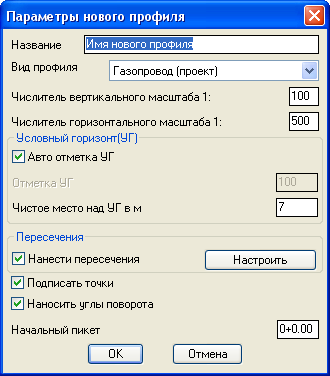 Параметры нового профиля
Название Имя нового профиля
Вид профиля Газопровод (проект)
Числитель вертикального масштаба 1: 100
Числитель горизонтального масштаба 1: 500
Условный горизонт(УГ)
Авто отметка УГ
Отметка УГ 100
Чистое место над УГ в м 7
Пересечения
Нанести пересечения Настроить
Подписать точки
Наносить углы поворота
Начальный пикет 0+0.00
OK Отмена